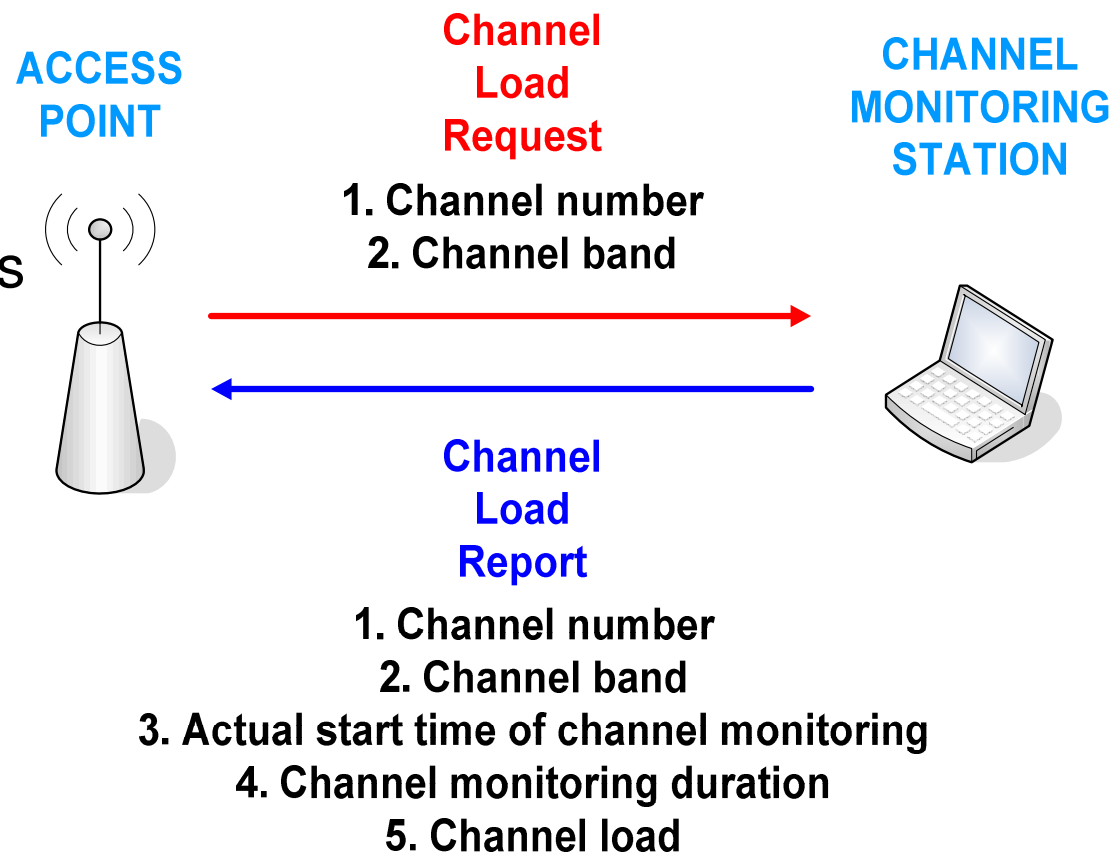 ACCESS
POINT
Channel
Load
Request
CHANNEL
MONITORING
STATION
1. Channel number
2. Channel band
s
Channel
Load
Report
1. Channel number
2. Channel band
3. Actual start time of channel monitoring
4. Channel monitoring duration
5. Channel load